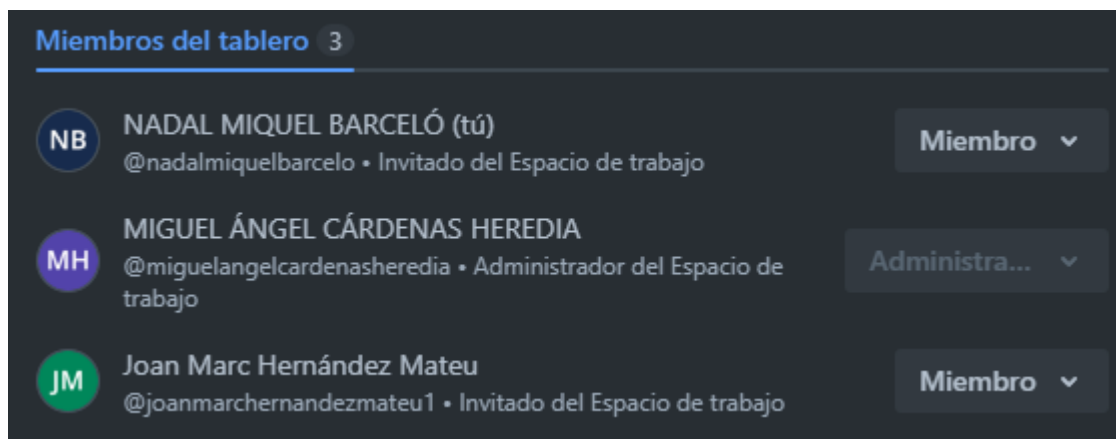 Miembros del tablero 3
NB
NADAL MIQUEL BARCELÓ (tú)
@nadalmiquelbarcelo • Invitado del Espacio de trabajo
Miembro
MH
MIGUEL ÁNGEL CÁRDENAS HEREDIA
@miguelangelcardenasheredia • Administrador del Espacio de
trabajo
Administra...
JM
Joan Marc Hernández Mateu
@joanmarchernandezmateu1 • Invitado del Espacio de trabajo
Miembro